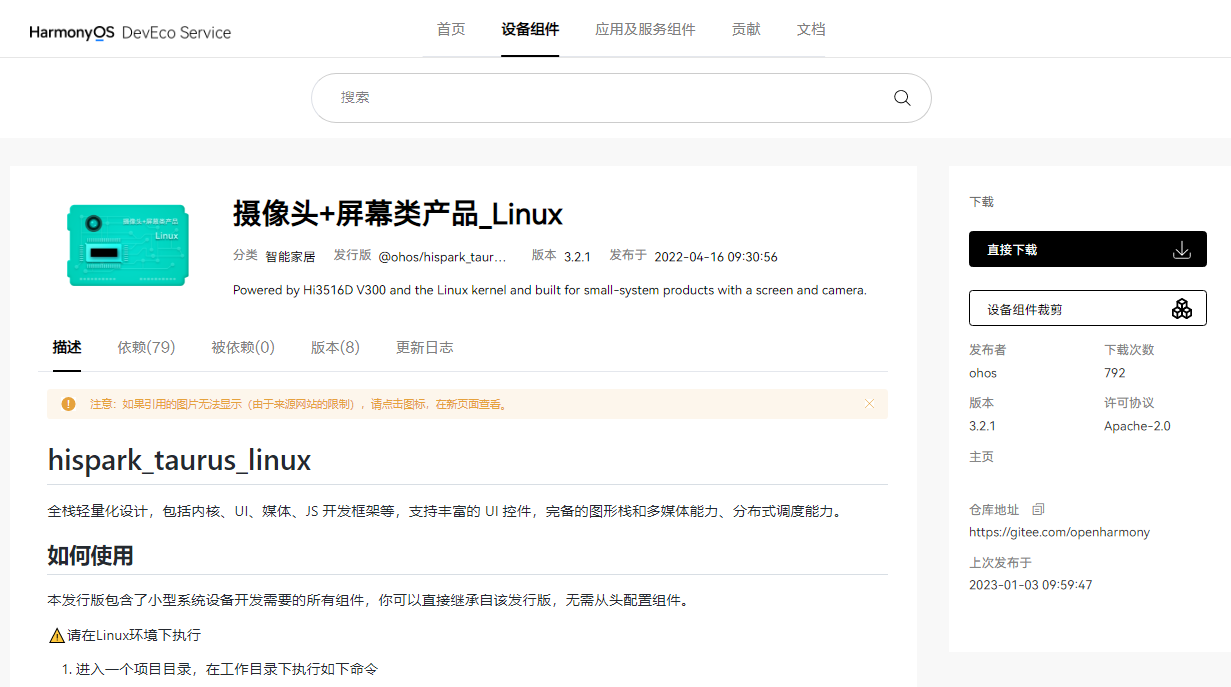 HarmonyOS DevEco Service
首页 设备组件 应用及服务组件 贡献 文档
搜索
摄像头+屏幕类产品
Linux
摄像头+屏幕类产品_Linux
分类 智能家居 发行版 @ohos/hispark_taur... 版本 3.2.1 发布于 2022-04-16 09:30:56
Powered by Hi3516D V300 and the Linux kernel and built for small-system products with a screen and camera.
描述 依赖(79) 被依赖(0) 版本(8) 更新日志
注意：如果引用的图片无法显示（由于来源网站的限制），请点击图标，在新页面查看。
hispark_taurus_linux
全栈轻量化设计，包括内核、UI、媒体、JS 开发框架等，支持丰富的 UI 控件，完备的图形栈和多媒体能力、分布式调度能力。
如何使用
本发行版包含了小型系统设备开发需要的所有组件，你可以直接继承自该发行版，无需从头配置组件。
⚠请在Linux环境下执行
1. 进入一个项目目录，在工作目录下执行如下命令
下载
直接下载
设备组件裁剪
发布者 下载次数
ohos 792
版本 许可协议
3.2.1 Apache-2.0
主页
仓库地址
https://gitee.com/openharmony
上次发布于
2023-01-03 09:59:47